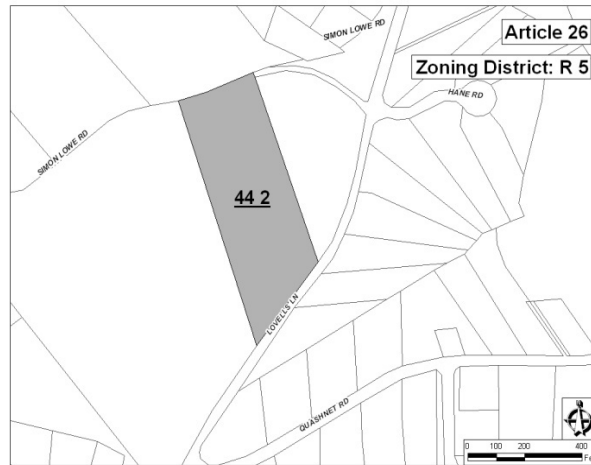 SIMON LOWE RD
Article 26
Zoning District: R 5
HANE RD
SIMON LOWE RD
44 2
LOVELLS LN
QUASHNET RD
0 100 200 400
Fe